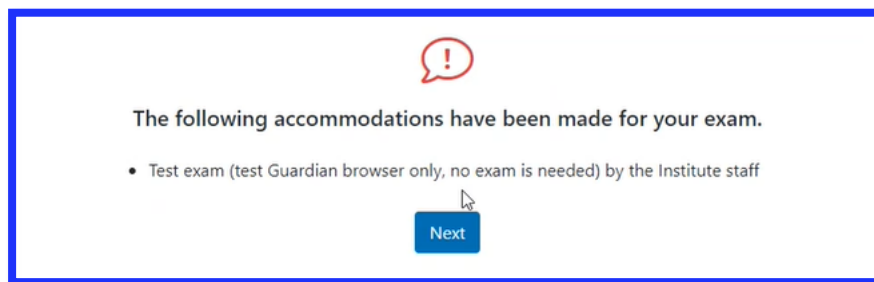 !
The following accommodations have been made for your exam.
• Test exam (test Guardian browser only, no exam is needed) by the Institute staff
Next